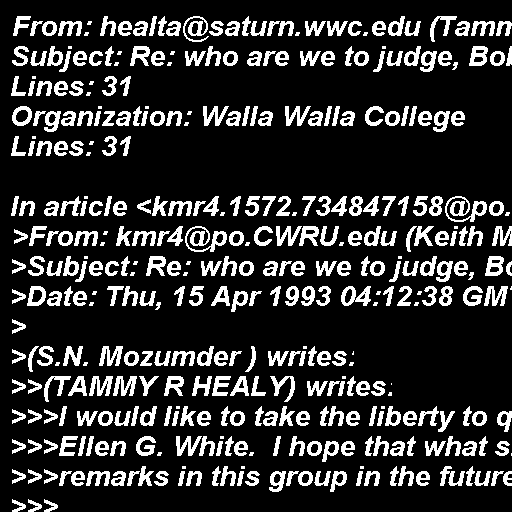 From: healta@saturn.wwc.edu (Tamm
Subject: Re: who are we to judge, Bo
Lines: 31
Organization: Walla Walla College
Lines: 31

In article <kmr4.1572.734847158@po.
>From: kmr4@po.CWRU.edu (Keith M
>Subject: Re: who are we to judge, Bo
>Date: Thu, 15 Apr 1993 04:12:38 GMT
>
>(S.N. Mozumder ) writes:
>>(TAMMY R HEALY) writes:
>>>I would like to take the liberty to q
>>>Ellen G. White.  I hope that what s
>>>remarks in this group in the future
>>>